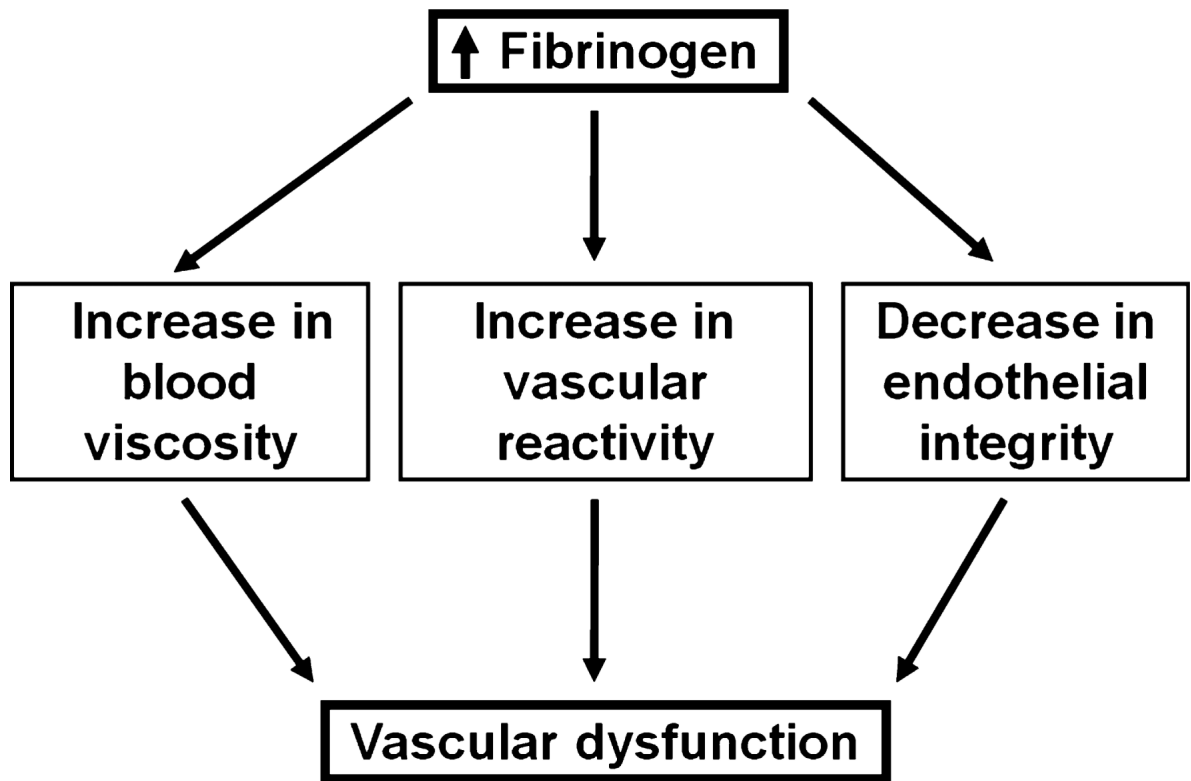 ↑ Fibrinogen
Increase in
blood
viscosity
Increase in
vascular
reactivity
Decrease in
endothelial
integrity
Vascular dysfunction